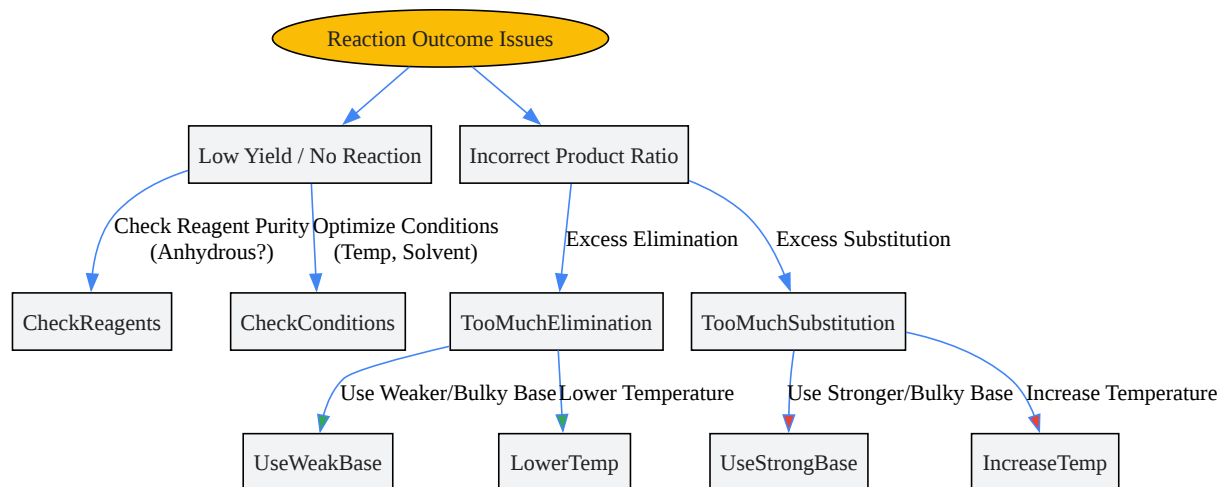 Reaction Outcome Issues
Low Yield / No Reaction
Incorrect Product Ratio
Check Reagent Purity
(Anhydrous?)
Optimize Conditions
(Temp, Solvent)
Excess Elimination
Excess Substitution
CheckReagents
CheckConditions
TooMuchElimination
TooMuchSubstitution
Use Weaker/Bulky Base
Lower Temperature
Use Stronger/Bulky Base
Increase Temperature
UseWeakBase
LowerTemp
UseStrongBase
IncreaseTemp